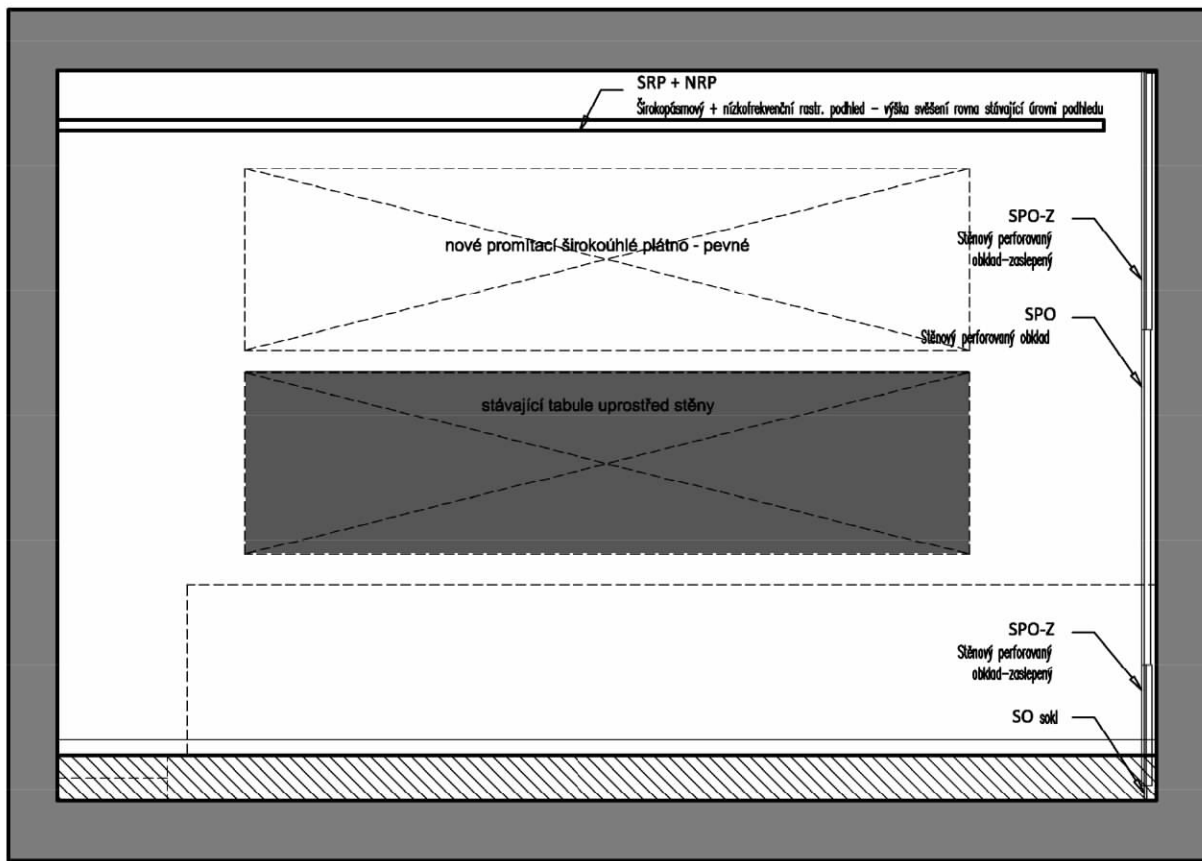 SRP + NRP
Širokopásmový + nízkofrekvenční rastr. podhled – výška svěšení rovna stávající úrovni podhledu
nové promítací širokoúhlé plátno - pevné
SPO-Z
Stěnový perforovaný
obklad-zaslepený
SPO
Stěnový perforovaný obklad
stávající tabule uprostřed stěny
SPO-Z
Stěnový perforovaný
obklad-zaslepený
SO sokl